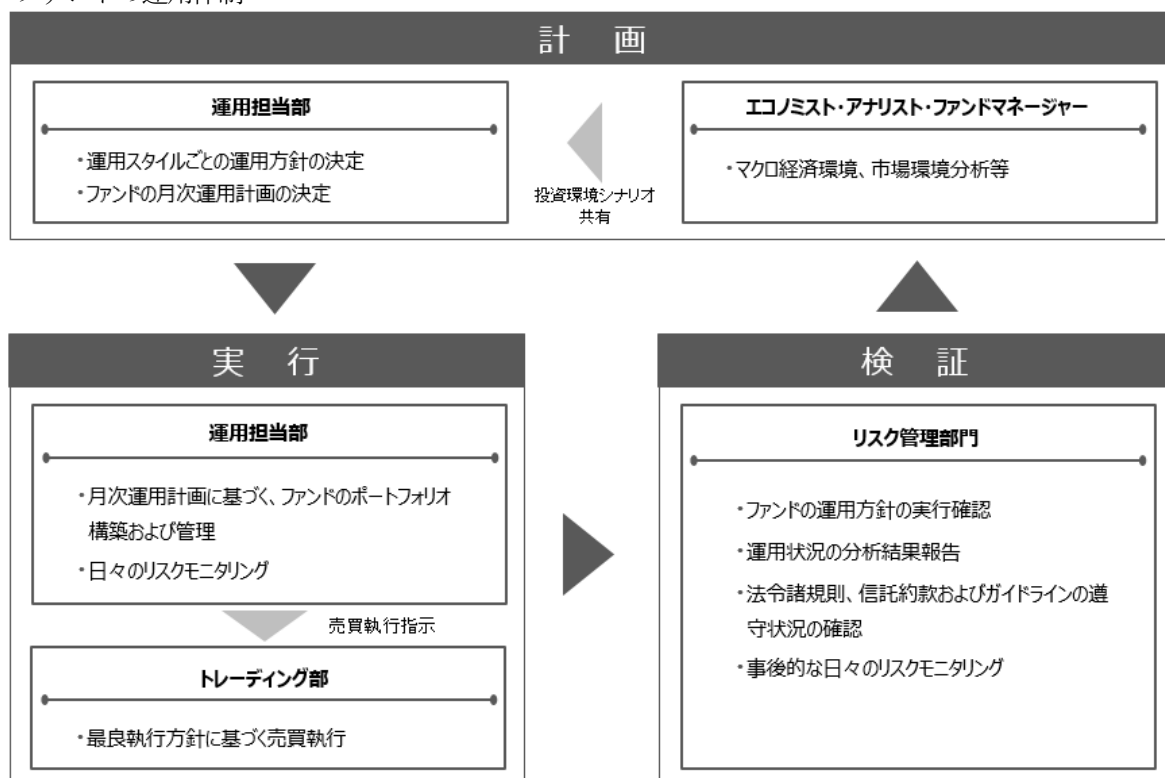 計 画
運用担当部
・運用スタイルごとの運用方針の決定
・ファンドの月次運用計画の決定
投資環境シナリオ
共有
エコノミスト・アナリスト・ファンドマネージャー
・マクロ経済環境、市場環境分析等
実 行
運用担当部
・月次運用計画に基づく、ファンドのポートフォリオ
構築および管理
・日々のリスクモニタリング
売買執行指示
トレーディング部
・最良執行方針に基づく売買執行
検 証
リスク管理部門
・ファンドの運用方針の実行確認
・運用状況の分析結果報告
・法令諸規則、信託約款およびガイドラインの遵
守状況の確認
・事後的な日々のリスクモニタリング